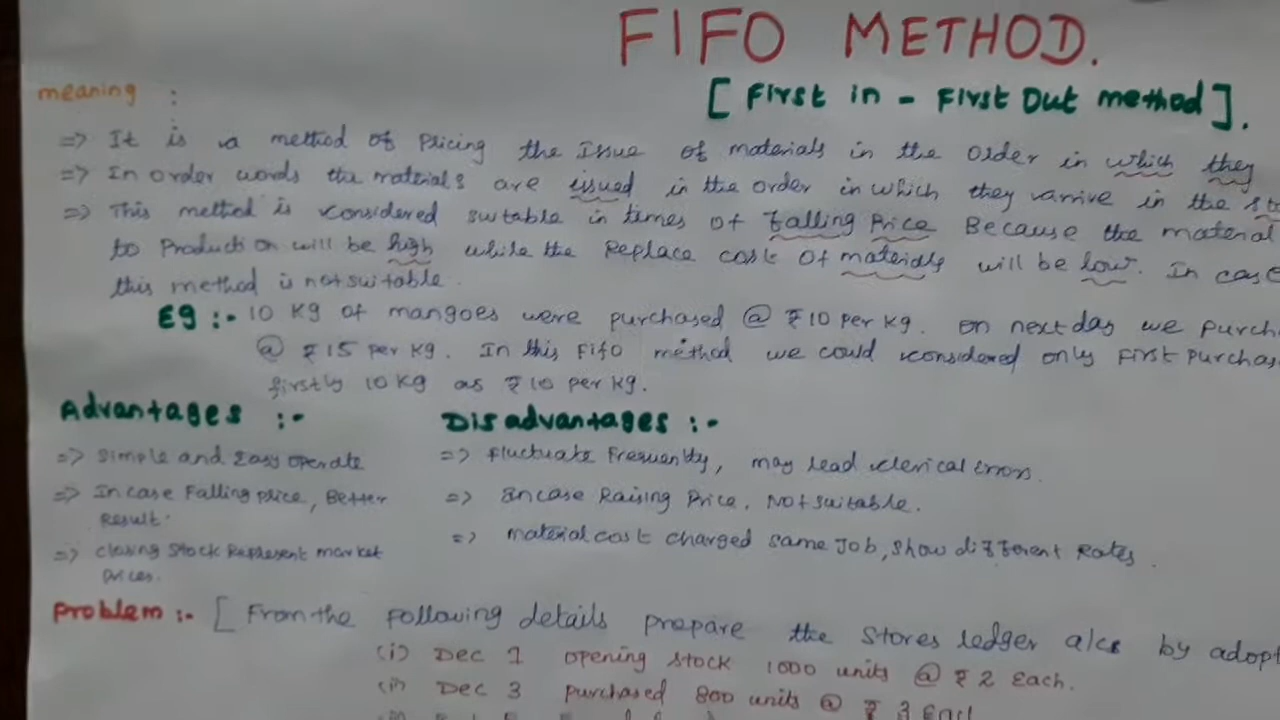 FIFO METHOD.
[First in - First Out method].
meaning :
=> It is a method of Pricing the Issue of materials in the order in which they
=> In order words the materials are issued in the order in which they arrive in the
=> This method is considered suitable in times of Falling Price Because the material
to Production will be high while the Replace cost of materials will be low. In case
this method is not suitable.
Eg :- 10 Kg of mangoes were purchased @ ₹10 per kg. On next day we purch
@ ₹15 per kg. In this Fifo method we could considered only First purchas
firstly 10 kg as ₹10 per kg.
Advantages :-
=> Simple and Easy operate
=> Incase Falling price, Better
Result.
=> Closing Stock Represent market
prices.
Disadvantages :-
=> Fluctuate Frequently, may lead clerical Errors.
=> Incase Raising Price, Not suitable.
=> material cost charged same Job, show different Rates.
Problem :- [From the following details prepare the Stores ledger a/cs by adopt
(i) Dec 1 opening stock 1000 units @ ₹2 Each.
(ii) Dec 3 purchased 800 units @ ₹ 3 Each